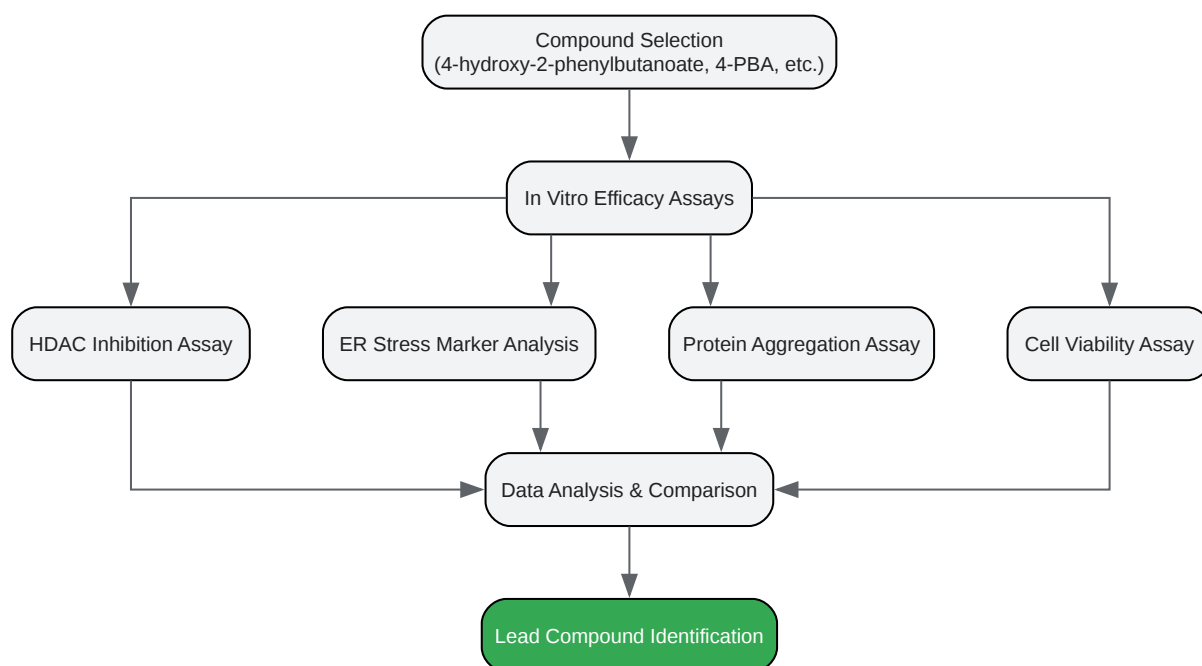 Compound Selection
(4-hydroxy-2-phenylbutanoate, 4-PBA, etc.)
In Vitro Efficacy Assays
HDAC Inhibition Assay
ER Stress Marker Analysis
Protein Aggregation Assay
Cell Viability Assay
Data Analysis & Comparison
Lead Compound Identification